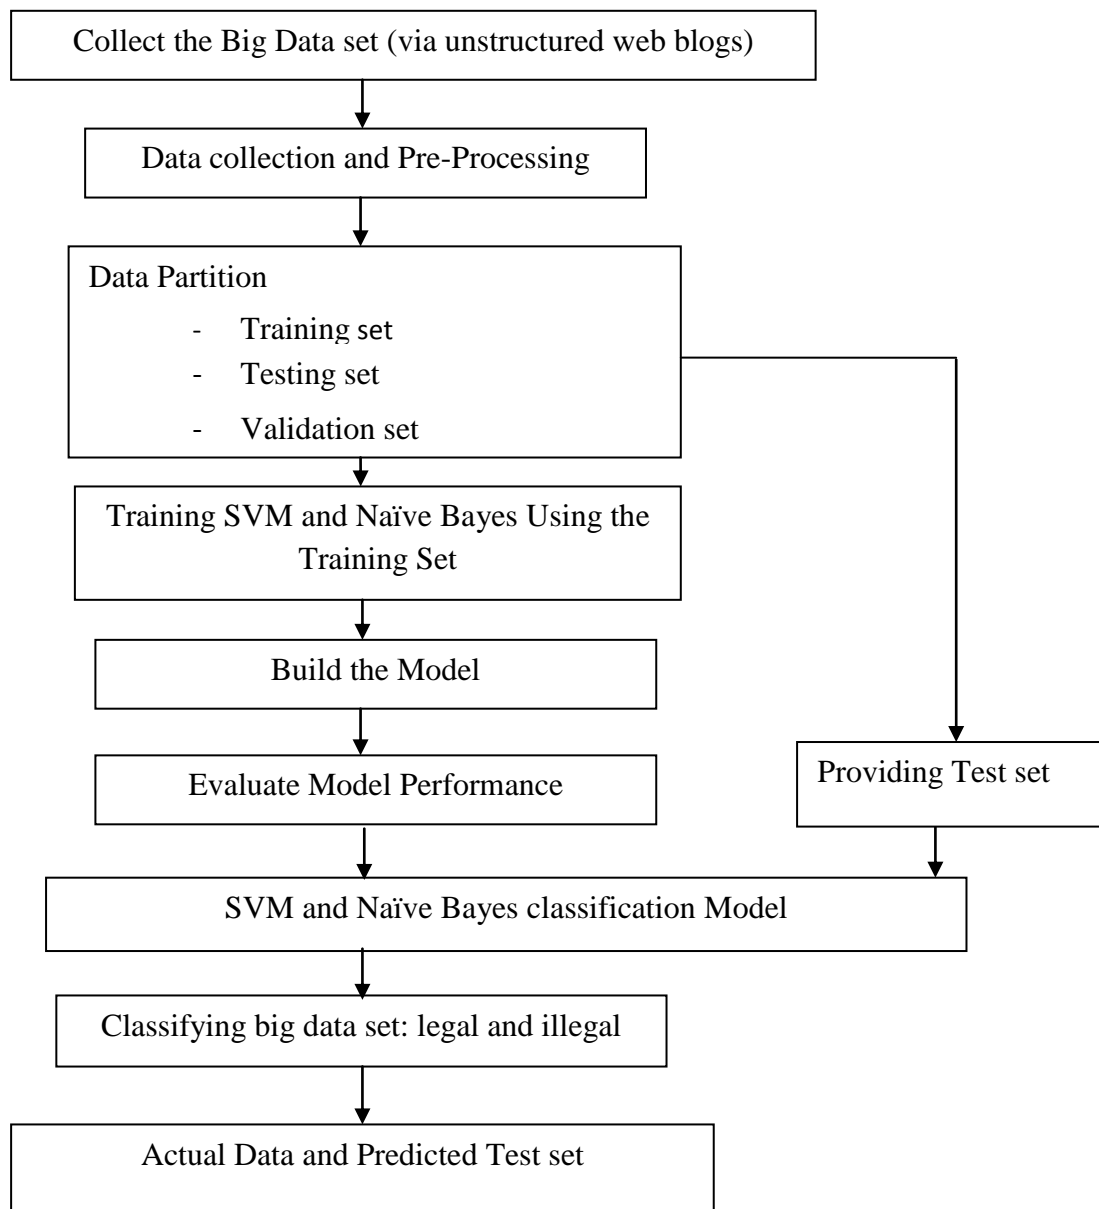 Collect the Big Data set (via unstructured web blogs)
Data collection and Pre-Processing
Data Partition
- Training set
- Testing set
- Validation set
Training SVM and Naïve Bayes Using the
Training Set
Build the Model
Evaluate Model Performance
Providing Test set
SVM and Naïve Bayes classification Model
Classifying big data set: legal and illegal
Actual Data and Predicted Test set